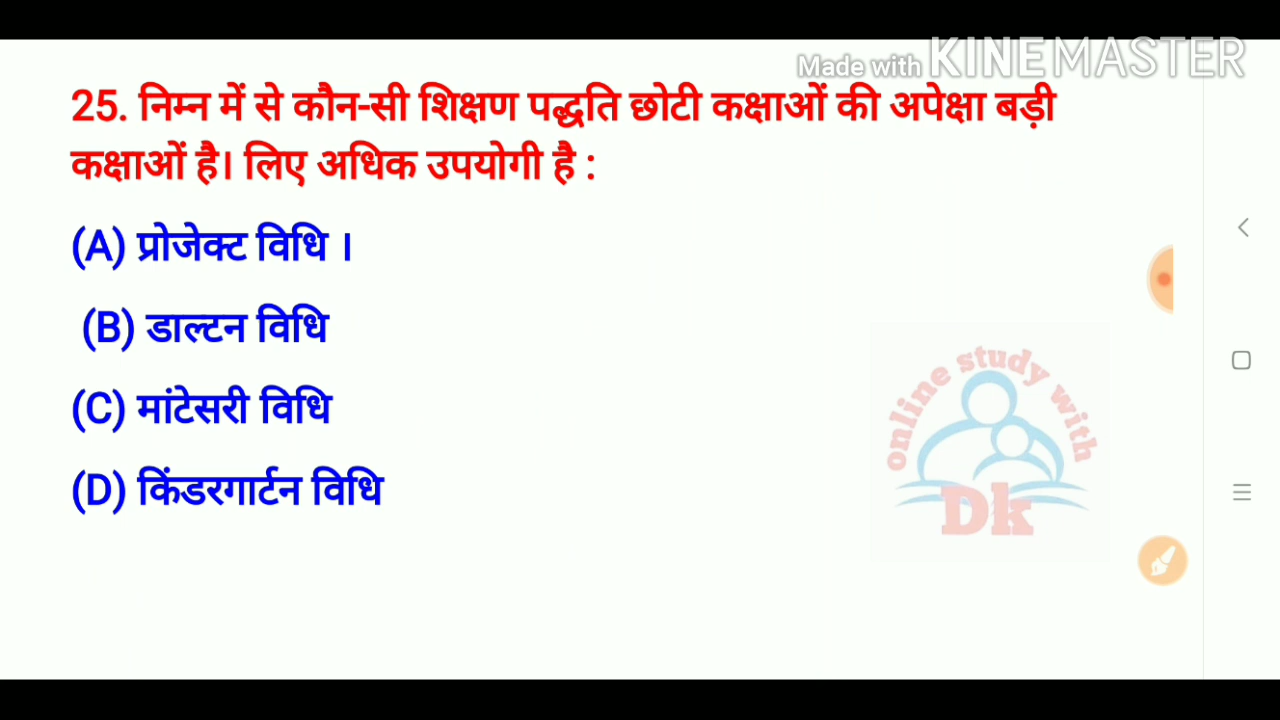 Made with KINEMASTER
25. निम्न में से कौन-सी शिक्षण पद्धति छोटी कक्षाओं की अपेक्षा बड़ी
कक्षाओं है। लिए अधिक उपयोगी है :
(A) प्रोजेक्ट विधि ।
(B) डाल्टन विधि
(C) मांटेसरी विधि
(D) किंडरगार्टन विधि
online study with
Dk